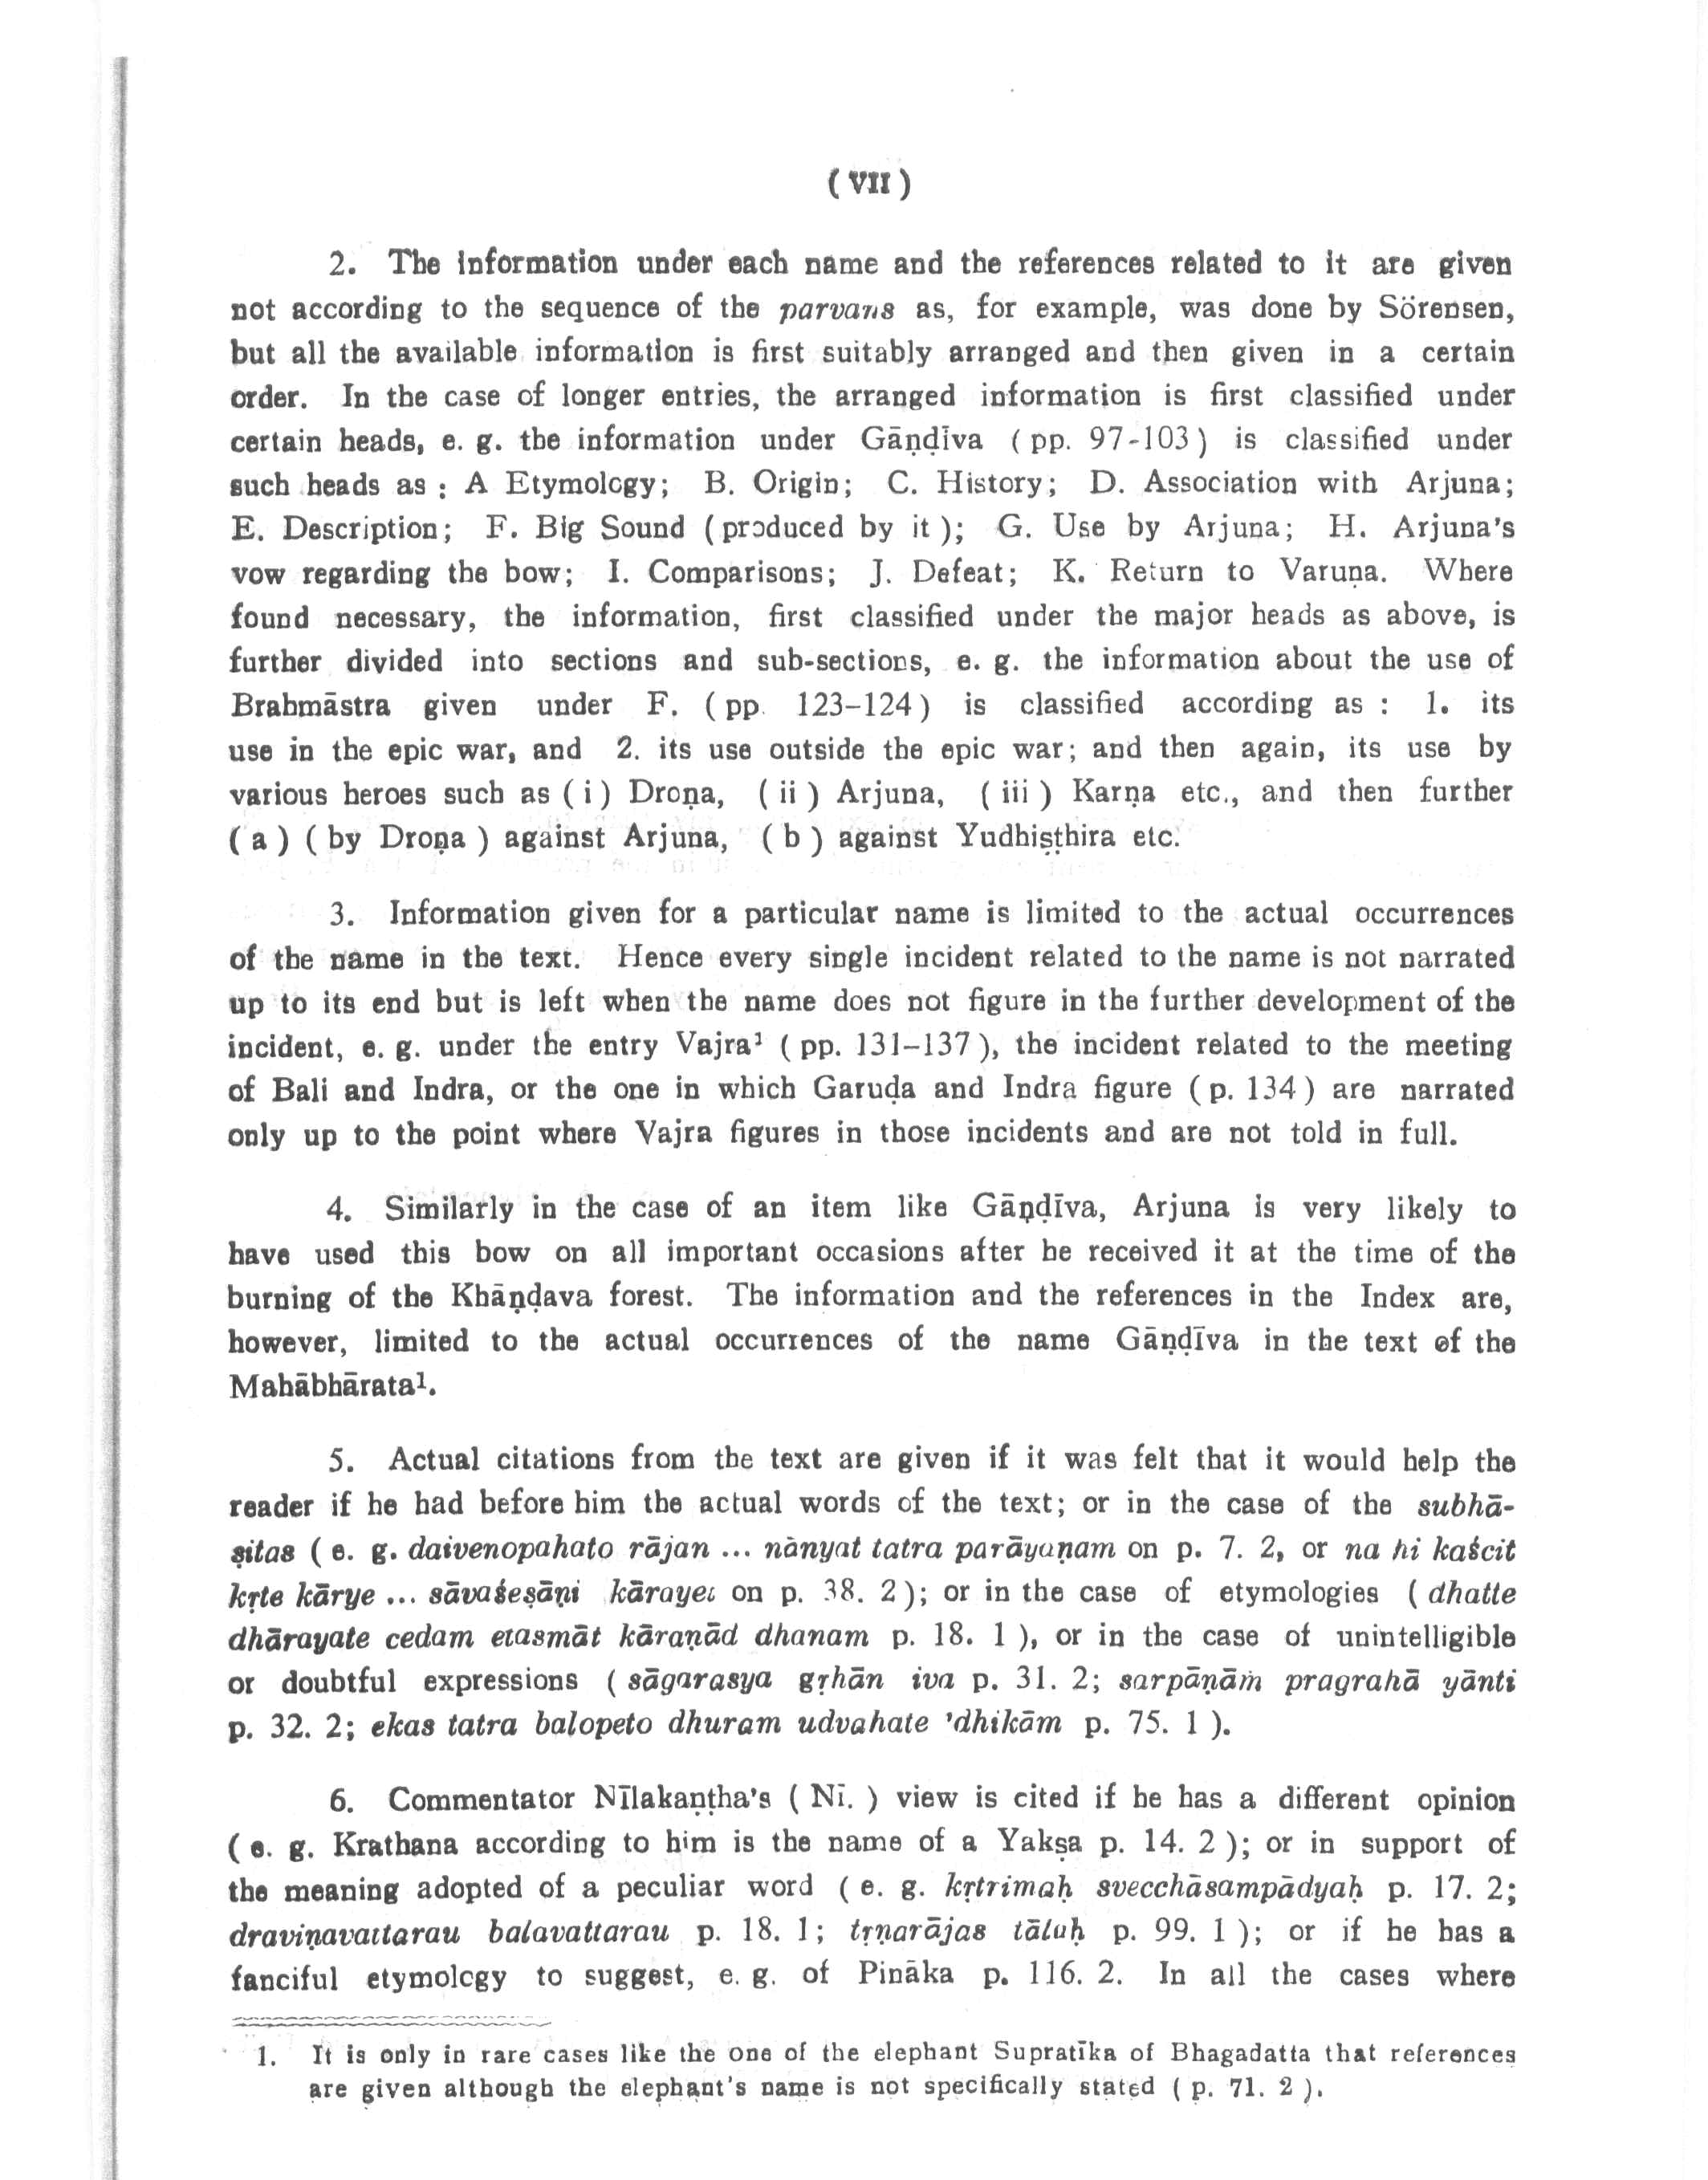 ( VII )
2. The information under each name and the references related to it are given
not according to the sequence of the parvans as, for example, was done by Sörensen,
but all the available information is first suitably arranged and then given in a certain
order. In the case of longer entries, the arranged information is first classified under
certain heads, e. g. the information under Gāṇḍīva ( pp. 97-103 ) is classified under
such heads as : A Etymology; B. Origin; C. History; D. Association with Arjuna;
E. Description; F. Big Sound ( produced by it ); G. Use by Arjuna; H. Arjuna's
vow regarding the bow; I. Comparisons; J. Defeat; K. Return to Varuṇa. Where
found necessary, the information, first classified under the major heads as above, is
further divided into sections and sub-sections, e. g. the information about the use of
Brahmāstra given under F. ( pp. 123–124 ) is classified according as : 1. its
use in the epic war, and 2. its use outside the epic war; and then again, its use by
various heroes such as ( i ) Droṇa, ( ii ) Arjuna, ( iii ) Karṇa etc., and then further
( a ) ( by Droṇa ) against Arjuna, ( b ) against Yudhiṣṭhira etc.
3. Information given for a particular name is limited to the actual occurrences
of the name in the text. Hence every single incident related to the name is not narrated
up to its end but is left when the name does not figure in the further development of the
incident, e. g. under the entry Vajra¹ ( pp. 131–137 ), the incident related to the meeting
of Bali and Indra, or the one in which Garuḍa and Indra figure ( p. 134 ) are narrated
only up to the point where Vajra figures in those incidents and are not told in full.
4. Similarly in the case of an item like Gāṇḍīva, Arjuna is very likely to
have used this bow on all important occasions after he received it at the time of the
burning of the Khāṇḍava forest. The information and the references in the Index are,
however, limited to the actual occurrences of the name Gāṇḍīva in the text of the
Mahābhārata¹.
5. Actual citations from the text are given if it was felt that it would help the
reader if he had before him the actual words of the text; or in the case of the subhā-
ṣitas ( e. g. daivenopahato rājan ... nànyat tatra parāyaṇam on p. 7. 2, or na hi kaścit
kṛte kārye ... sāvaśeṣāṇi kārayet on p. 38. 2 ); or in the case of etymologies ( dhatte
dhārayate cedam etasmāt kāraṇād dhanam p. 18. 1 ), or in the case of unintelligible
or doubtful expressions ( sāgarasya gṛhān iva p. 31. 2; sarpāṇāṁ pragrahā yānti
p. 32. 2; ekas tatra balopeto dhuram udvahate 'dhikām p. 75. 1 ).
6. Commentator Nīlakaṇṭha's ( Nī. ) view is cited if he has a different opinion
( e. g. Krathana according to him is the name of a Yakṣa p. 14. 2 ); or in support of
the meaning adopted of a peculiar word ( e. g. kṛtrimaḥ svecchāsampādyaḥ p. 17. 2;
draviṇavattarau balavattarau p. 18. 1; tṛṇarājas tāluḥ p. 99. 1 ); or if he has a
fanciful etymology to suggest, e. g. of Pināka p. 116. 2. In all the cases where
1. It is only in rare cases like the one of the elephant Supratīka of Bhagadatta that references
are given although the elephant's name is not specifically stated ( p. 71. 2 ).